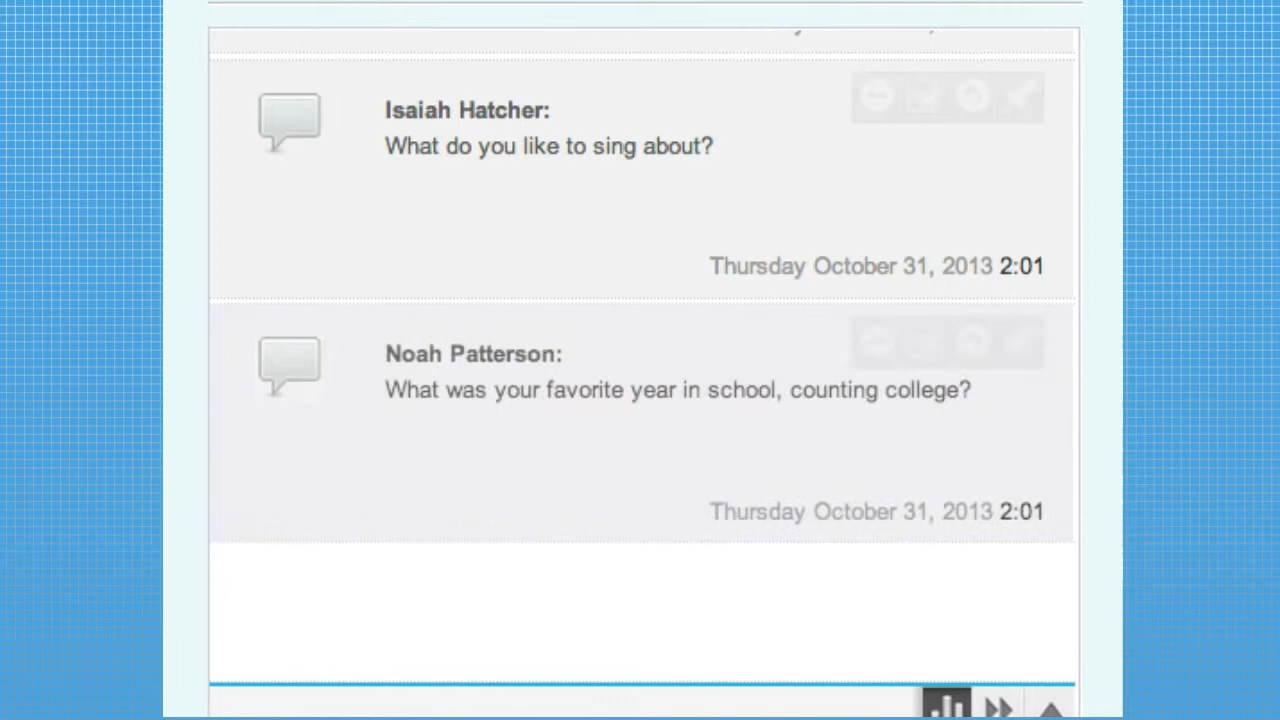 Isaiah Hatcher:
What do you like to sing about?
Thursday October 31, 2013 2:01
Noah Patterson:
What was your favorite year in school, counting college?
Thursday October 31, 2013 2:01